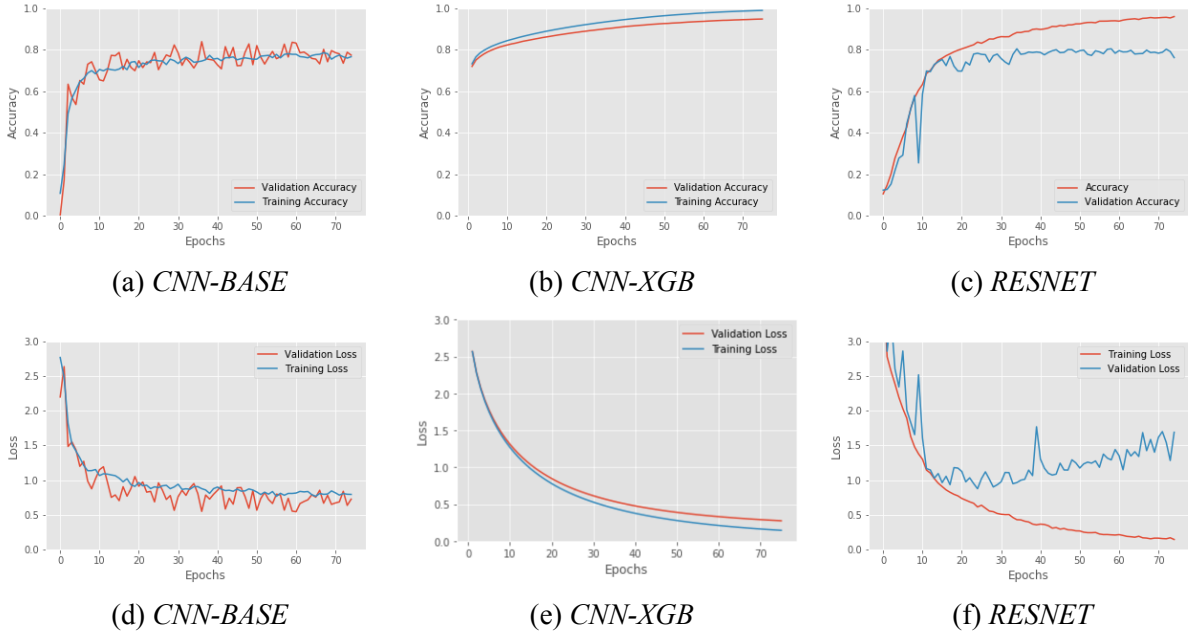 1.0
0.8
0.6
0.4
0.2
0.0
Accuracy
Validation Accuracy
Training Accuracy
0 10 20 30 40 50 60 70
Epochs
(a) CNN-BASE
1.0
0.8
0.6
0.4
0.2
0.0
Accuracy
Validation Accuracy
Training Accuracy
0 10 20 30 40 50 60 70
Epochs
(b) CNN-XGB
1.0
0.8
0.6
0.4
0.2
0.0
Accuracy
Accuracy
Validation Accuracy
0 10 20 30 40 50 60 70
Epochs
(c) RESNET
3.0
2.5
2.0
1.5
1.0
0.5
0.0
Loss
Validation Loss
Training Loss
0 10 20 30 40 50 60 70
Epochs
(d) CNN-BASE
3.0
2.5
2.0
1.5
1.0
0.5
0.0
Loss
Validation Loss
Training Loss
0 10 20 30 40 50 60 70
Epochs
(e) CNN-XGB
3.0
2.5
2.0
1.5
1.0
0.5
0.0
Loss
Training Loss
Validation Loss
0 10 20 30 40 50 60 70
Epochs
(f) RESNET